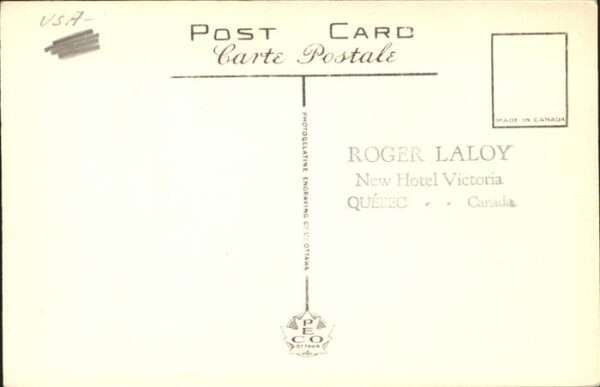 USA-
POST CARD
Carte Postale
MADE IN CANADA
PHOTOGELATINE ENGRAVING CO. LTD. OTTAWA
ROGER LALOY
New Hotel Victoria
QUÉBEC - - Canada
PECO
OTTAWA